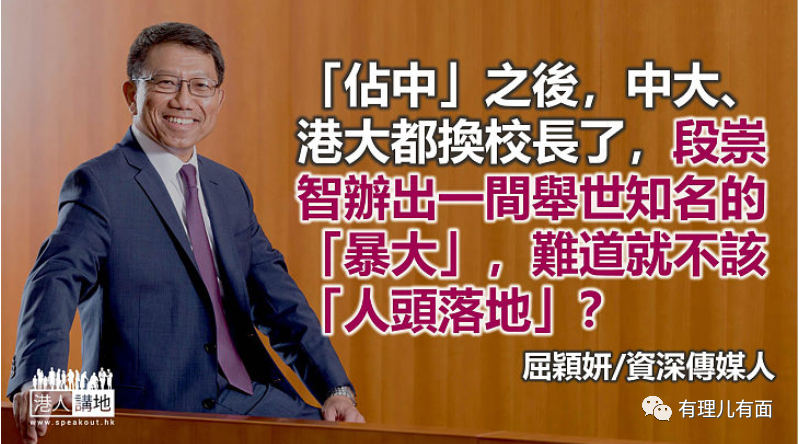 「佔中」之後，中大、
港大都換校長了，段崇
智辦出一間舉世知名的
「暴大」，難道就不該
「人頭落地」？
屈穎妍/資深傳媒人
港人講地
www.speakout.hk
有理儿有面